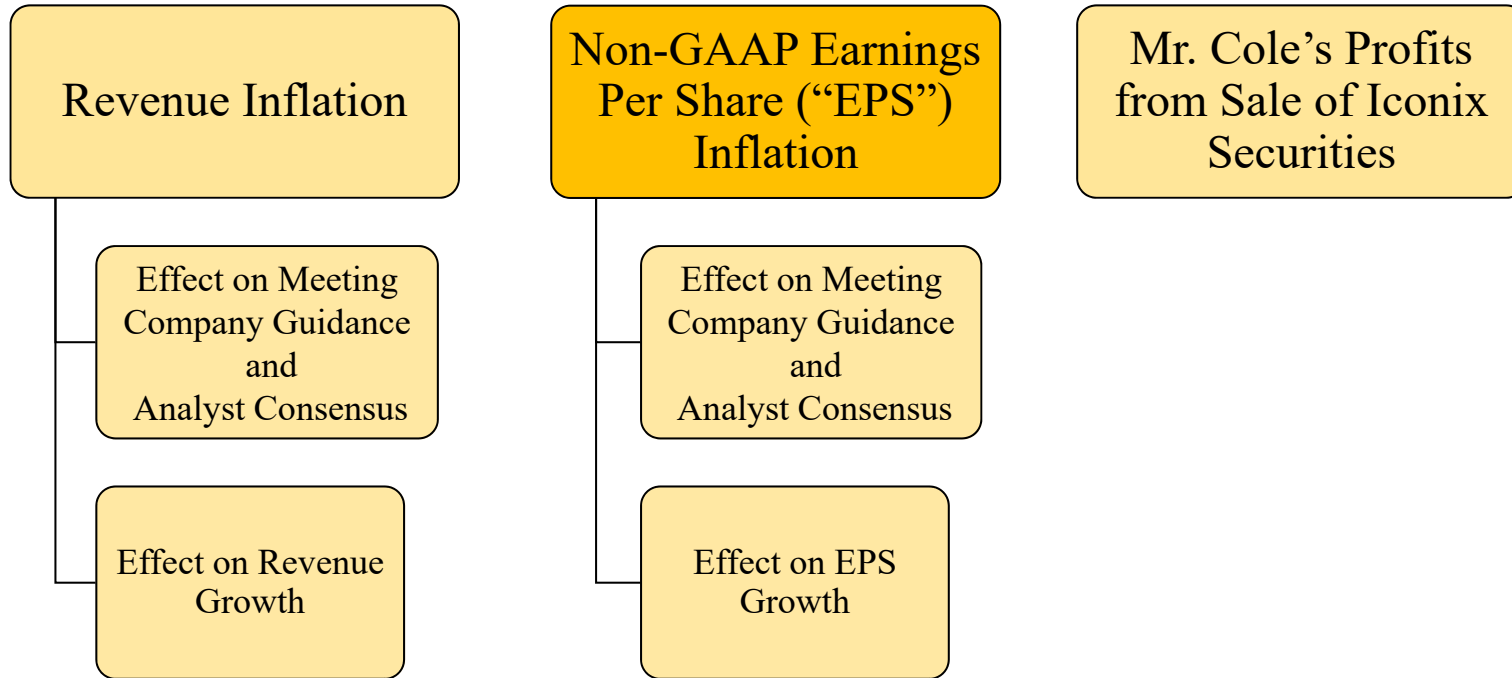 Revenue Inflation
Effect on Meeting
Company Guidance
and
Analyst Consensus
Effect on Revenue
Growth
Non-GAAP Earnings
Per Share (“EPS”)
Inflation
Effect on Meeting
Company Guidance
and
Analyst Consensus
Effect on EPS
Growth
Mr. Cole’s Profits
from Sale of Iconix
Securities